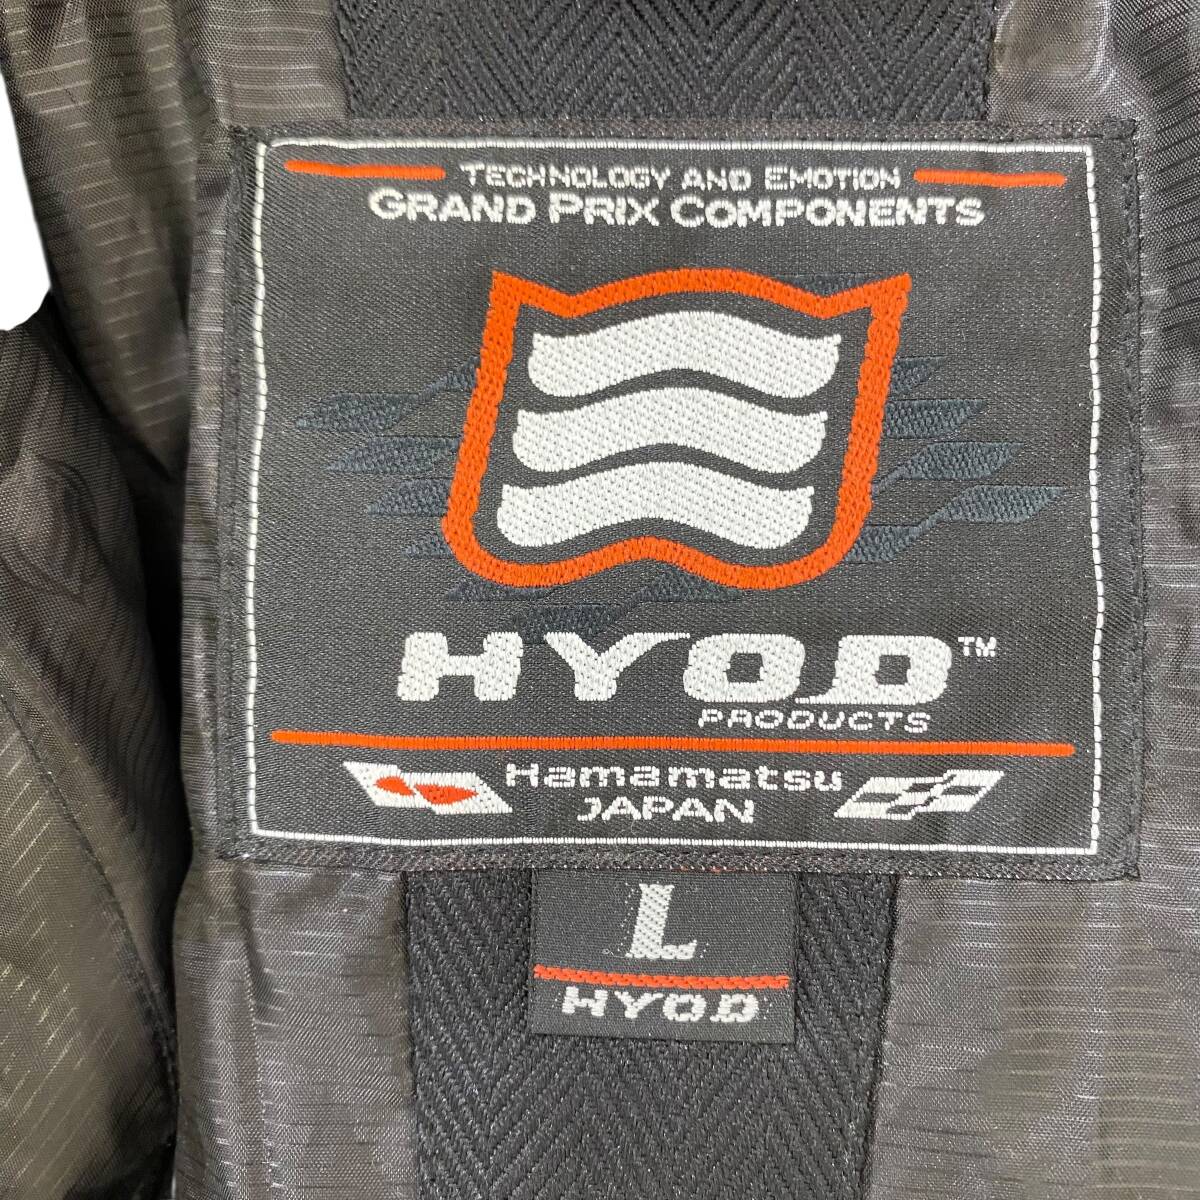 TECHNOLOGY AND EMOTION
GRAND PRIX COMPONENTS
HYOD™
PRODUCTS
Hamamatsu
JAPAN
L
HYOD